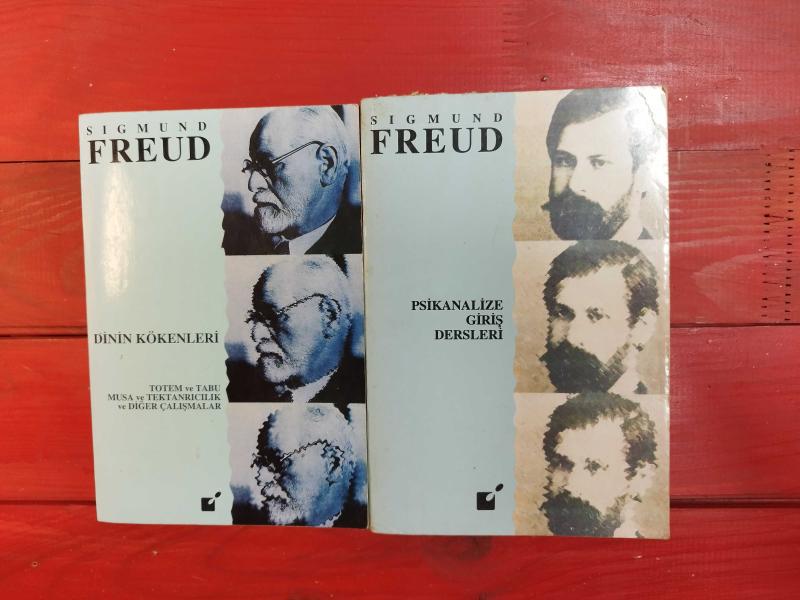 SIGMUND
FREUD
DİNİN KÖKENLERİ
TOTEM ve TABU
MUSA ve TEKTANRICILIK
ve DİĞER ÇALIŞMALAR
SIGMUND
FREUD
PSİKANALİZE
GİRİŞ
DERSLERİ